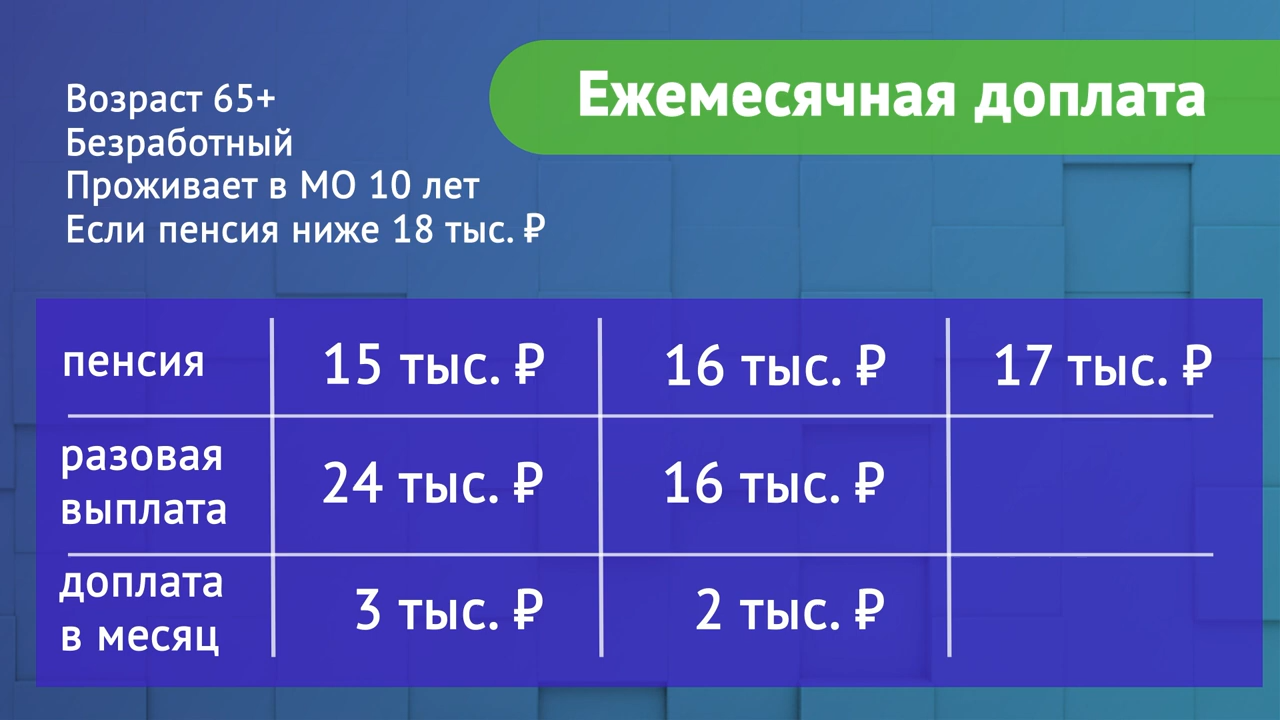 Ежемесячная доплата
Возраст 65+
Безработный
Проживает в МО 10 лет
Если пенсия ниже 18 тыс. ₽
пенсия 15 тыс. ₽ 16 тыс. ₽ 17 тыс. ₽
разовая
выплата 24 тыс. ₽ 16 тыс. ₽
доплата
в месяц 3 тыс. ₽ 2 тыс. ₽